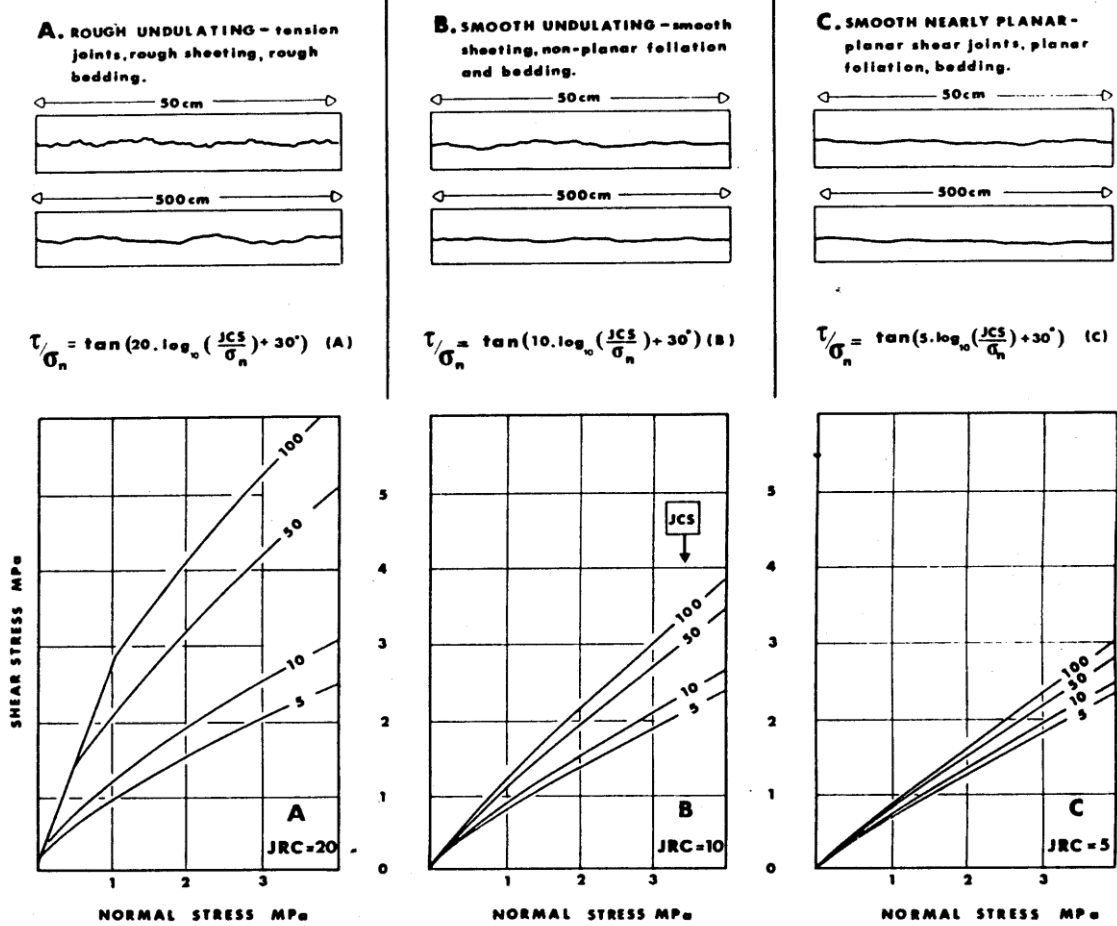 A. ROUGH UNDULATING – tension
joints, rough sheeting, rough
bedding.
50cm
500cm
τ/σn = tan(20.log10(JCS/σn)+30°) (A)
B. SMOOTH UNDULATING – smooth
sheeting, non-planar foliation
and bedding.
50cm
500cm
τ/σn = tan(10.log10(JCS/σn)+30°) (B)
C. SMOOTH NEARLY PLANAR –
planar shear joints, planar
foliation, bedding.
50cm
500cm
τ/σn = tan(5.log10(JCS/σn)+30°) (C)
SHEAR STRESS MPa
100
50
10
5
A
JRC=20
1 2 3
NORMAL STRESS MPa
5
4
3
2
1
0
JCS
100
50
10
5
B
JRC=10
1 2 3
NORMAL STRESS MPa
5
4
3
2
1
0
100
50
10
5
C
JRC=5
1 2 3
NORMAL STRESS MPa